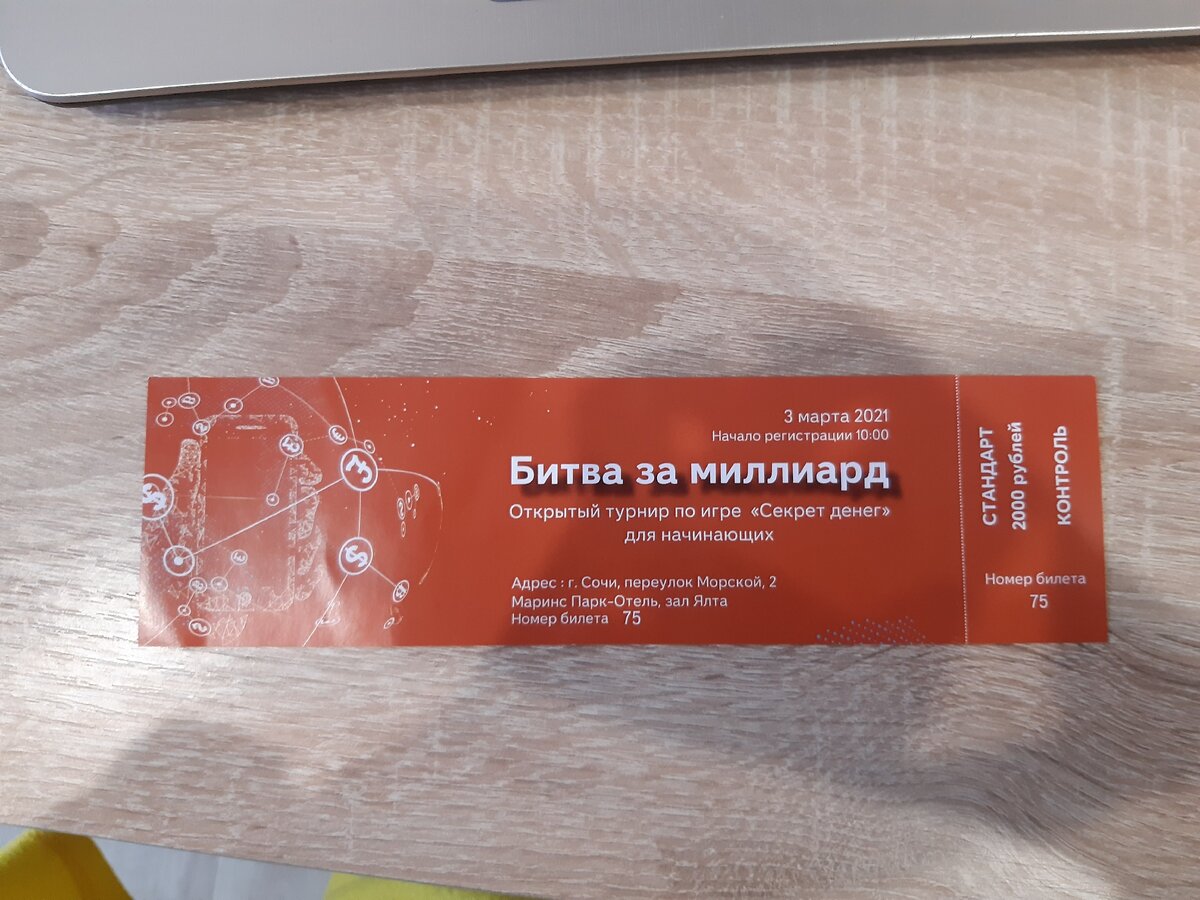 3 марта 2021
Начало регистрации 10:00
Битва за миллиард
Открытый турнир по игре «Секрет денег»
для начинающих
Адрес : г. Сочи, переулок Морской, 2
Маринс Парк-Отель, зал Ялта
Номер билета 75
СТАНДАРТ
2000 рублей
КОНТРОЛЬ
Номер билета
75